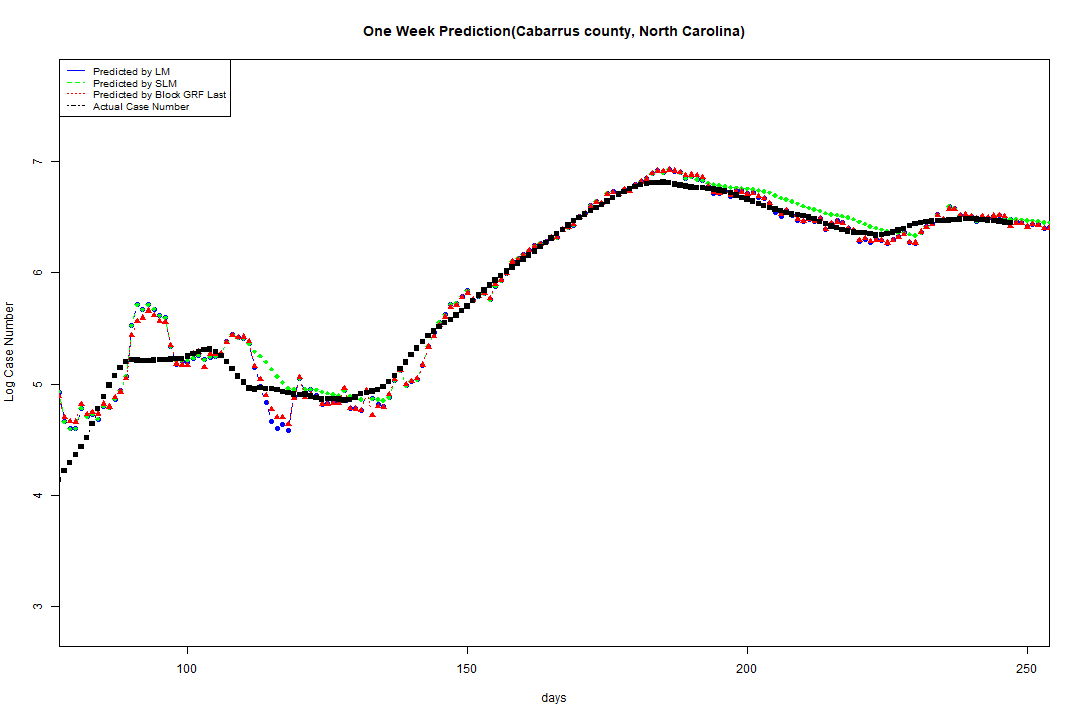 One Week Prediction(Cabarrus county, North Carolina)
Predicted by LM
Predicted by SLM
Predicted by Block GRF Last
Actual Case Number
Log Case Number
7
6
5
4
3
100 150 200 250
days